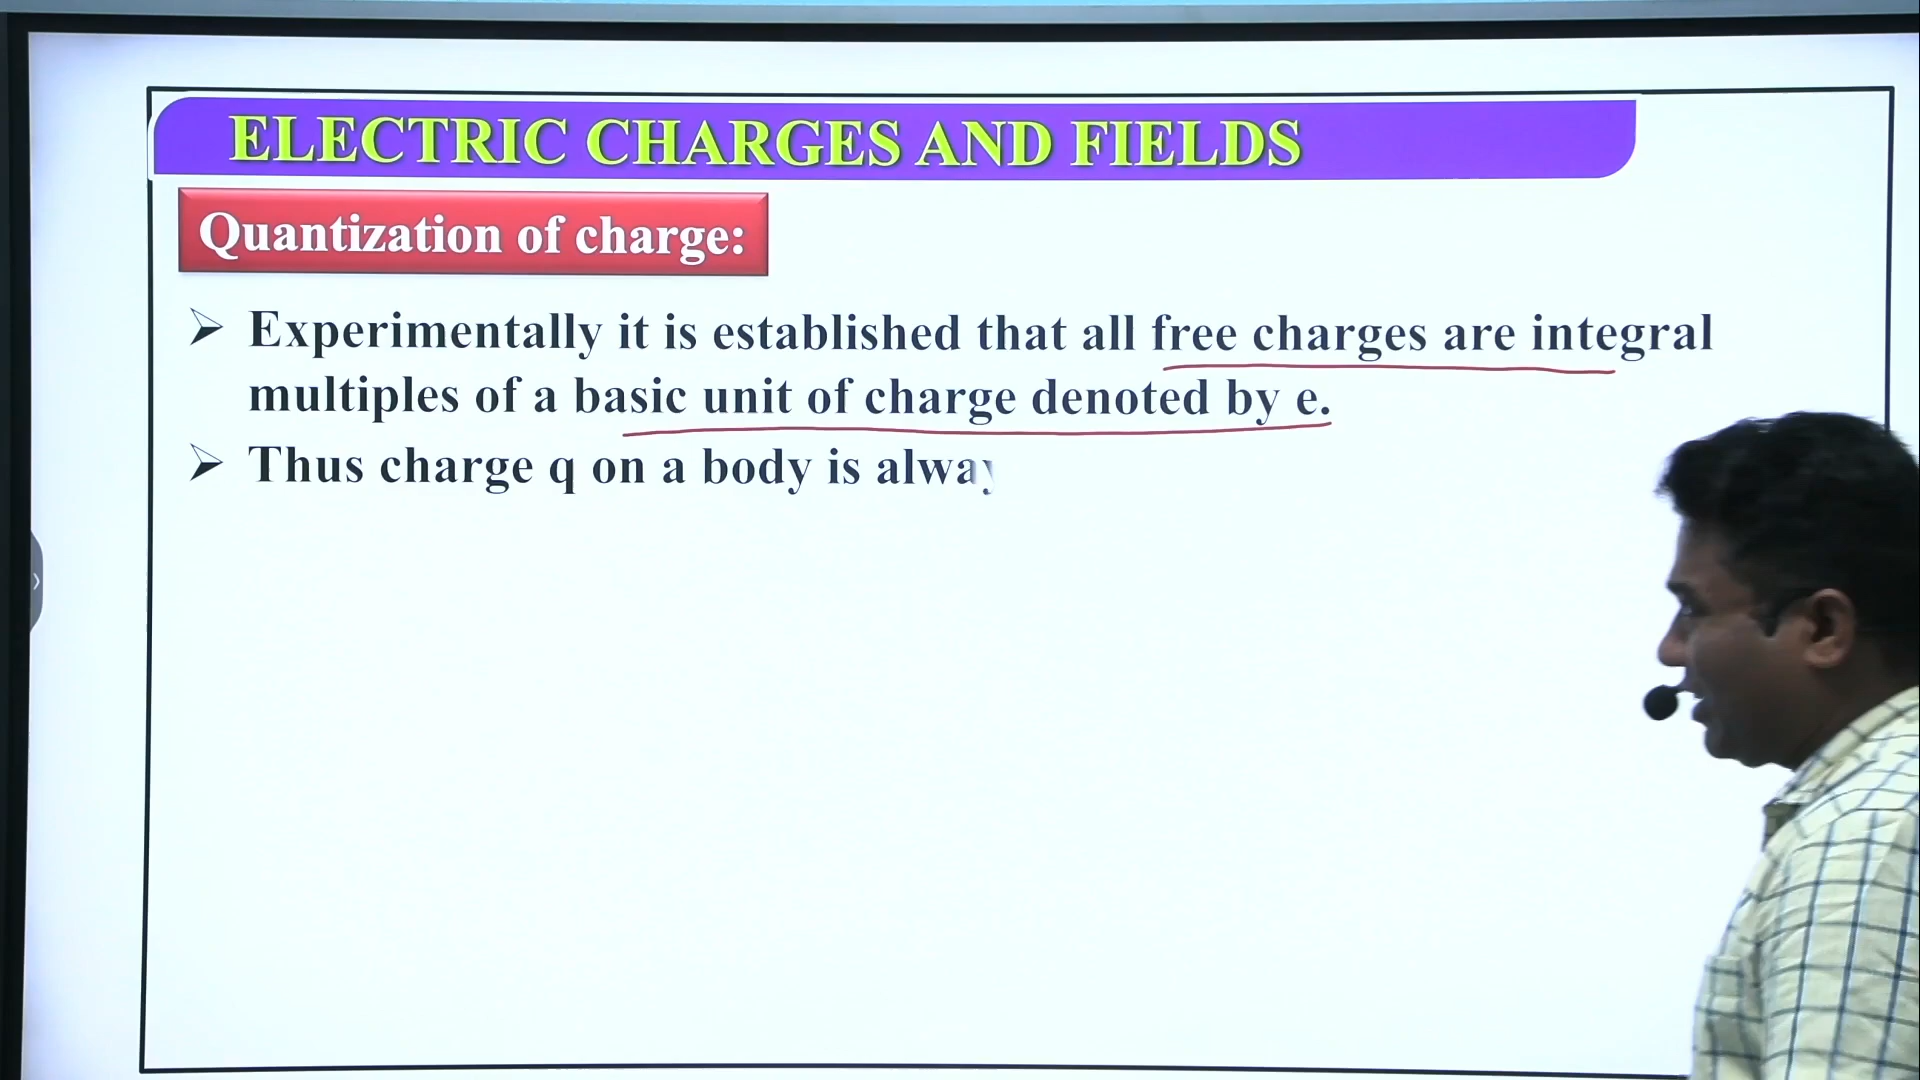 ELECTRIC CHARGES AND FIELDS
Quantization of charge:
Experimentally it is established that all free charges are integral
multiples of a basic unit of charge denoted by e.
Thus charge q on a body is alway